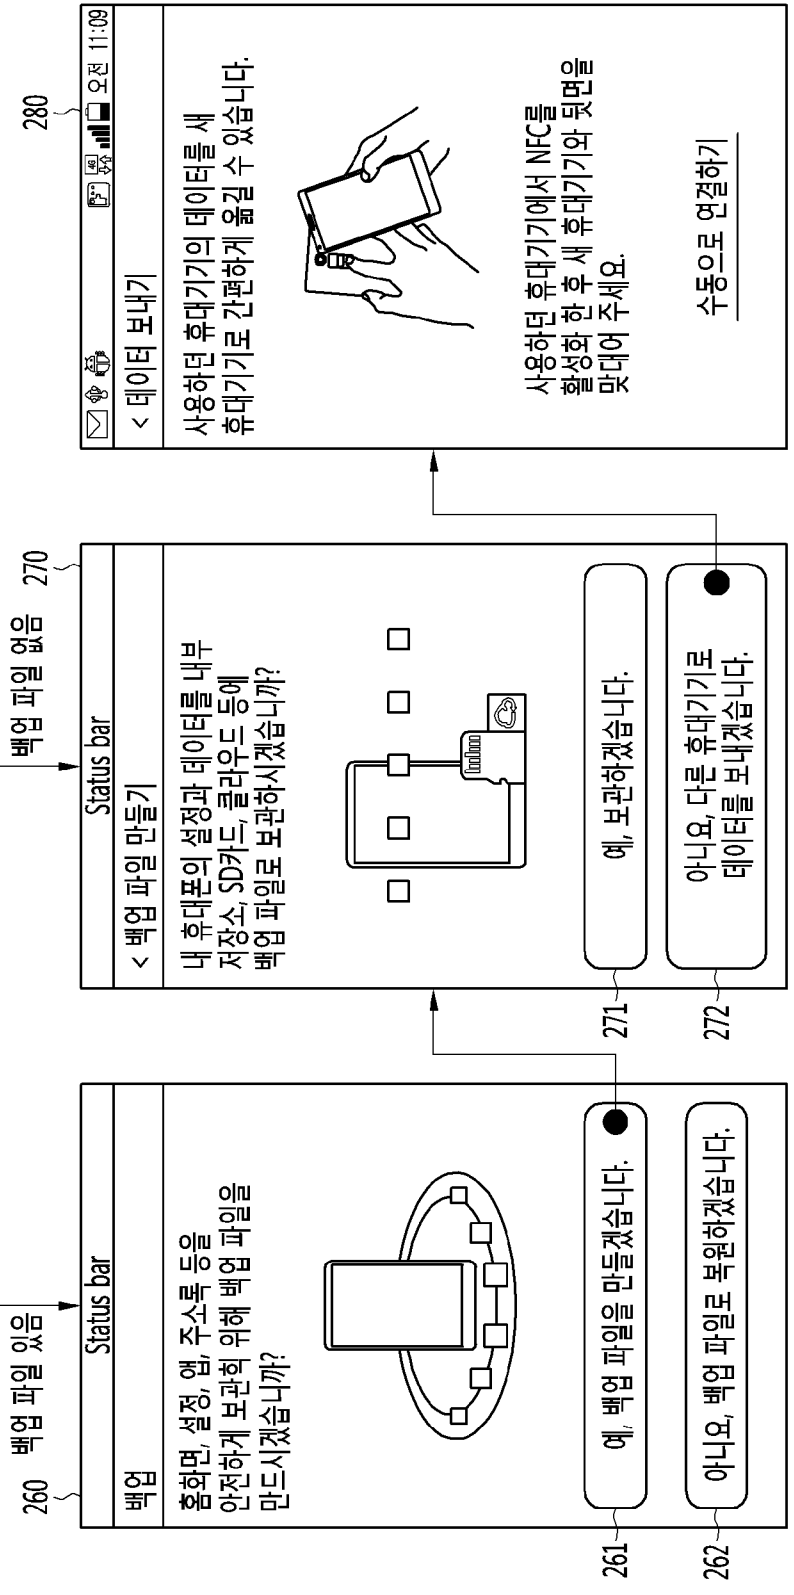 백업 파일 있음
260
Status bar
백업
홈화면, 설정, 앱, 주소록 등을
안전하게 보관혹 위해 백업 파일을
만드시겠습니까?
예, 백업 파일을 만들겠습니다.
261
아니요, 백업 파일로 복원하겠습니다.
262
백업 파일 없음
270
Status bar
< 백업 파일 만들기
내 휴대폰의 설정과 데이터를 내부
저장소, SD카드, 클라우드 등에
백업 파일로 보관하시겠습니까?
예, 보관하겠습니다.
271
아니요, 다른 휴대기기로
데이터를 보내겠습니다.
272
280
4G 오전 11:09
< 데이터 보내기
사용하던 휴대기기의 데이터를 새
휴대기기로 간편하게 옮길 수 있습니다.
사용하던 휴대기기에서 NFC를
활성화 한 후 새 휴대기기와 뒷면을
맞대어 주세요.
수동으로 연결하기